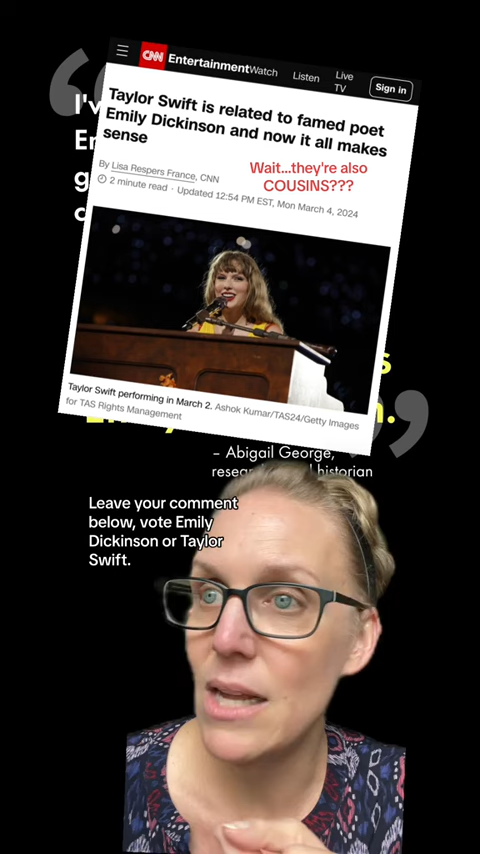 CNN Entertainment Watch Listen Live TV Sign in
Taylor Swift is related to famed poet
Emily Dickinson and now it all makes
sense
By Lisa Respers France, CNN
2 minute read · Updated 12:54 PM EST, Mon March 4, 2024
Wait...they're also
COUSINS???
Taylor Swift performing in March 2. Ashok Kumar/TAS24/Getty Images
for TAS Rights Management
– Abigail George,
historian
Leave your comment
below, vote Emily
Dickinson or Taylor
Swift.